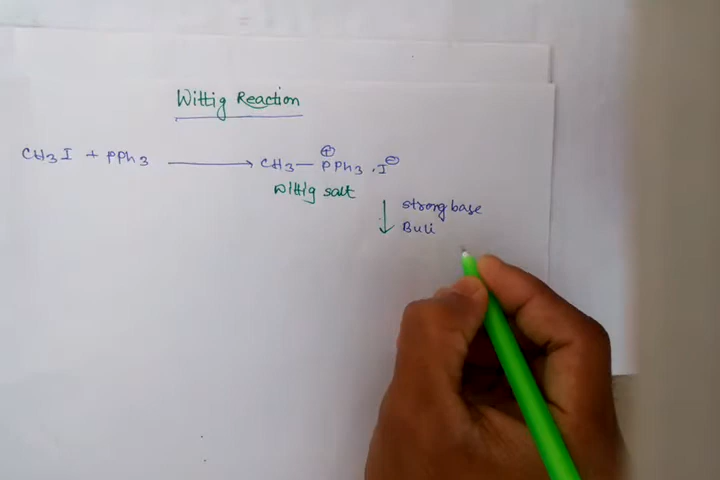 Wittig Reaction
CH3I + PPh3 ⟶ CH3 — P⊕Ph3 . I⊖
Wittig salt
strong base
Buli